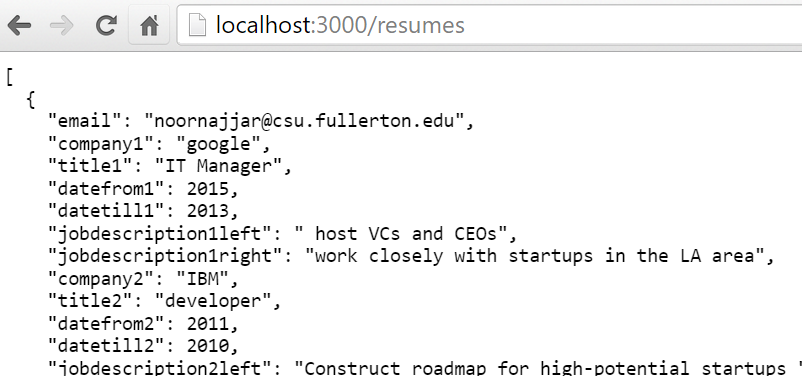 localhost:3000/resumes
[
{
"email": "noornajjar@csu.fullerton.edu",
"company1": "google",
"title1": "IT Manager",
"datefrom1": 2015,
"datetill1": 2013,
"jobdescription1left": " host VCs and CEOs",
"jobdescription1right": "work closely with startups in the LA area",
"company2": "IBM",
"title2": "developer",
"datefrom2": 2011,
"datetill2": 2010,
"jobdescription2left": "Construct roadmap for high-potential startups "